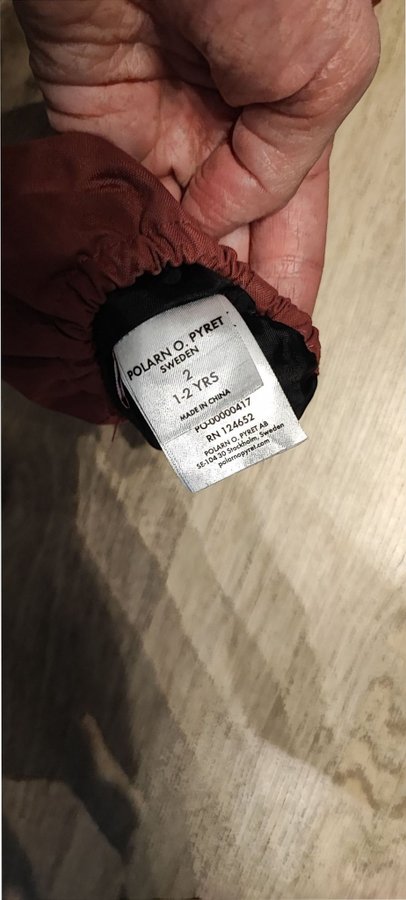 POLARN O. PYRET
SWEDEN
2
1-2 YRS
MADE IN CHINA
PO-00000417
RN 124652
POLARN O. PYRET AB
SE-104 30 Stockholm, Sweden
polarnopyret.com